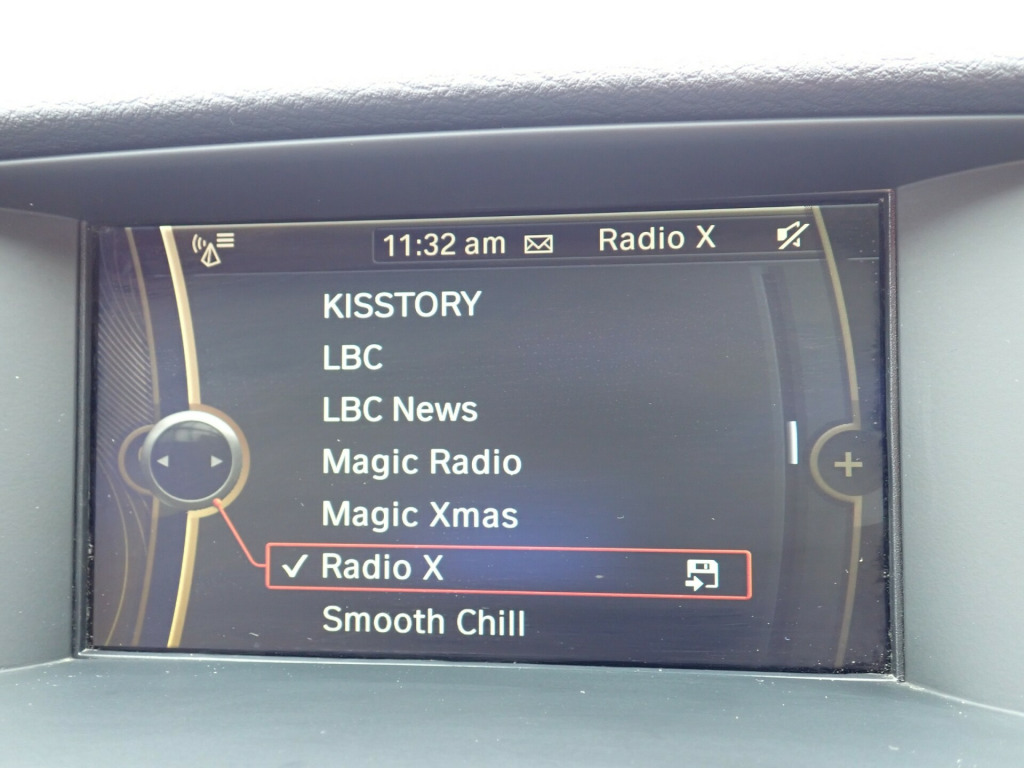 11:32 am Radio X
KISSTORY
LBC
LBC News
Magic Radio
Magic Xmas
Radio X
Smooth Chill